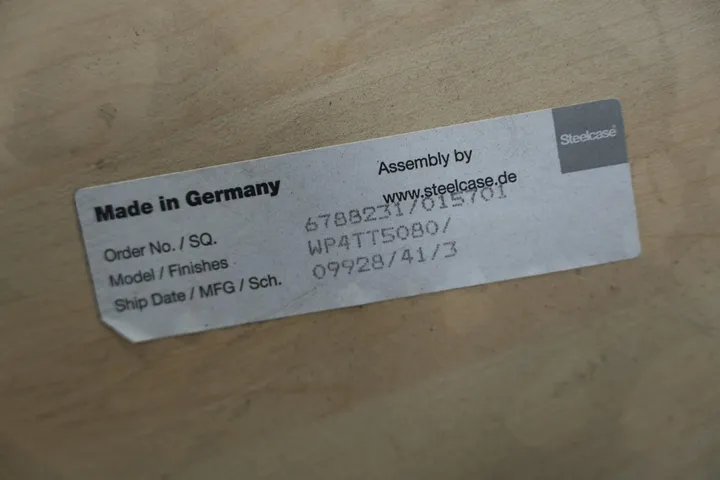 Steelcase
Assembly by
Made in Germany
www.steelcase.de
Order No. / SQ. 6788231/015701
Model / Finishes WP4TT5080/
Ship Date / MFG / Sch. 09928/41/3